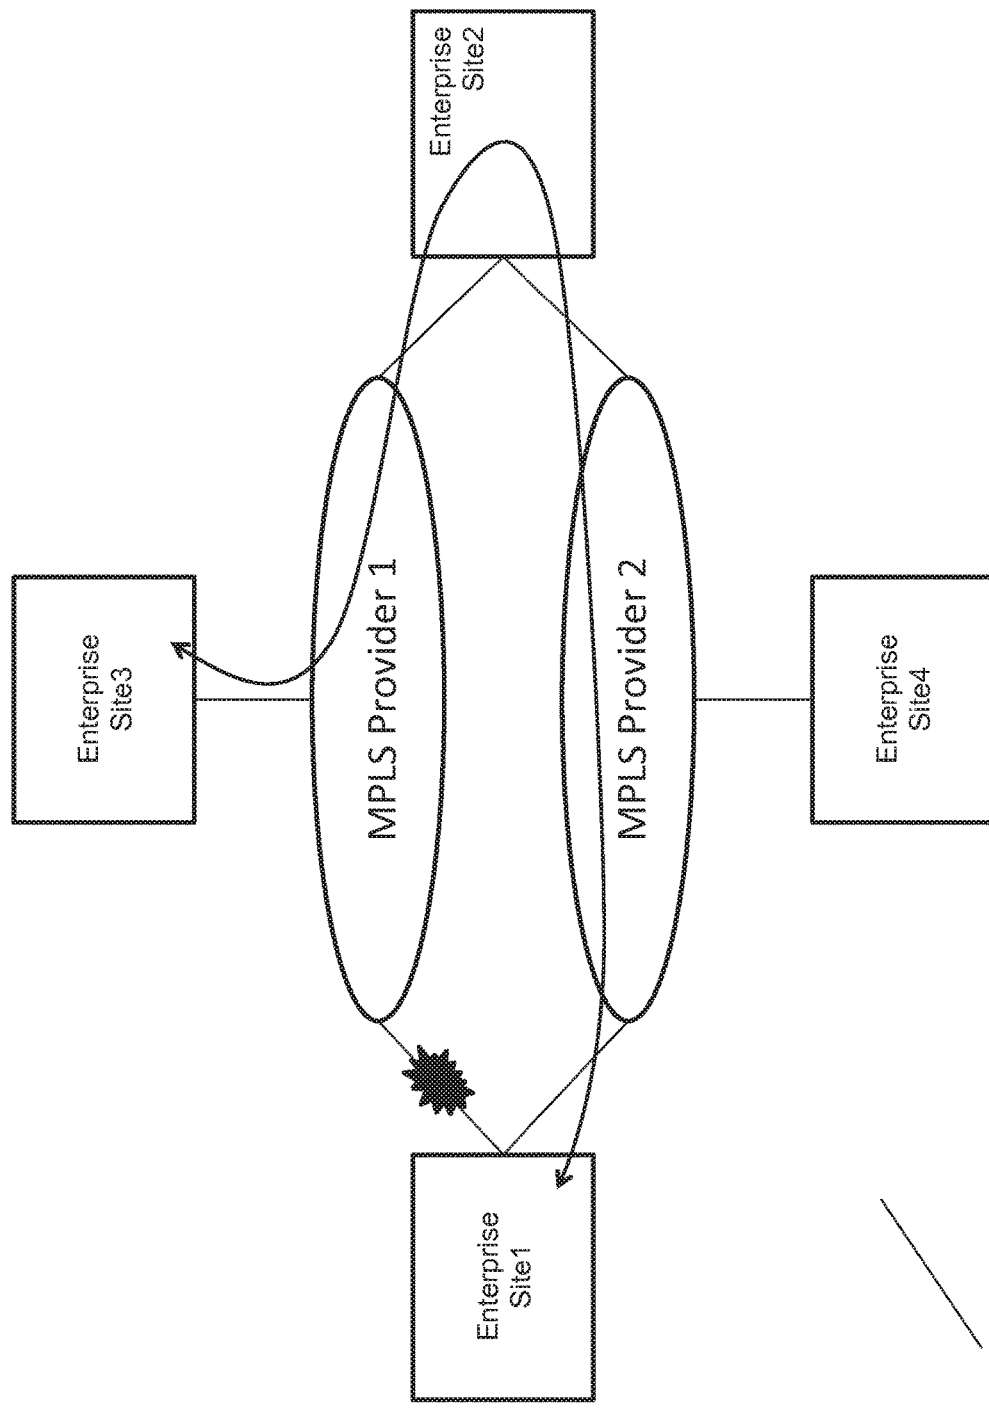 Enterprise
Site3
Enterprise
Site1
MPLS Provider 1
MPLS Provider 2
Enterprise
Site2
Enterprise
Site4